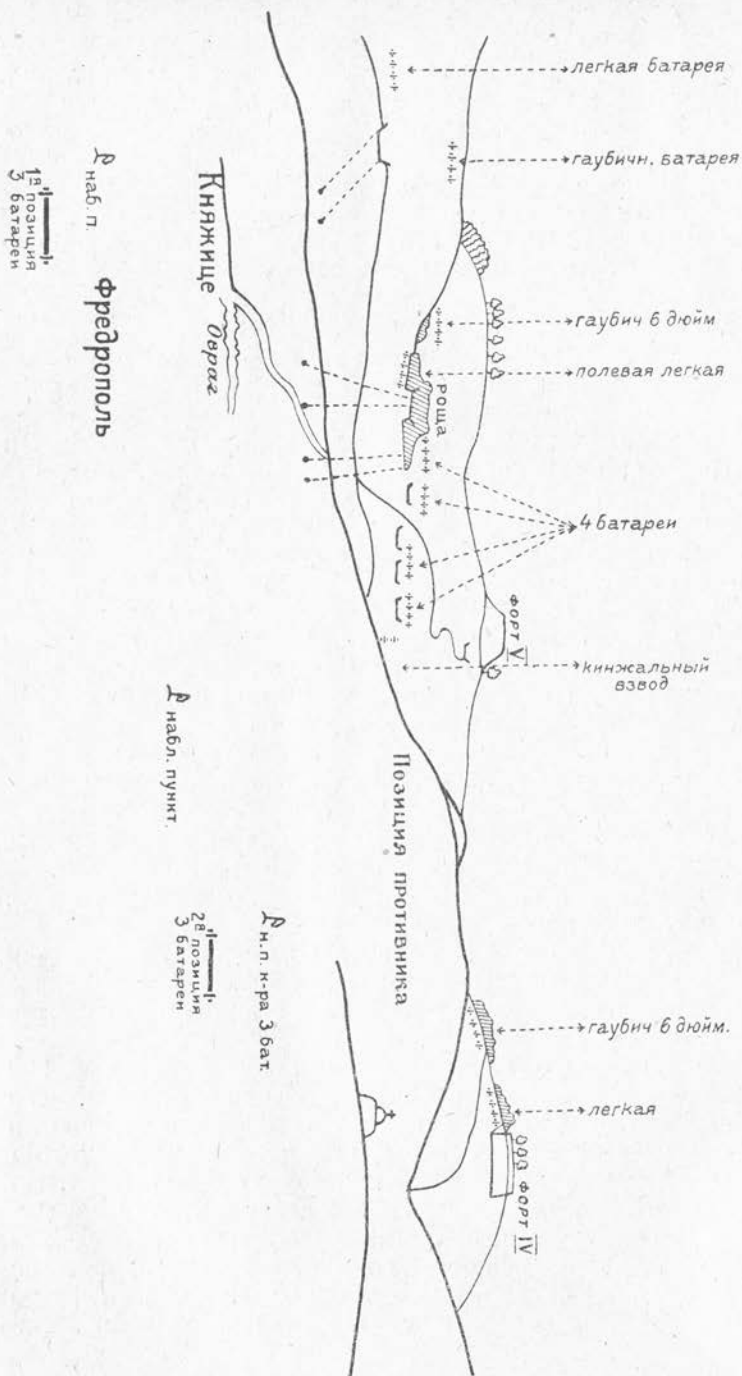 легкая батарея
гаубичн. батарея
гаубич 6 дюйм
полевая легкая
роща
4 батареи
форт V
кинжальный
взвод
гаубич 6 дюйм.
легкая
форт IV
Позиция противника
Княжице
Овраг
наб. п.
Фредрополь
1я позиция
3 батареи
набл. пункт.
н.п. к-ра 3 бат.
2я позиция
3 батареи